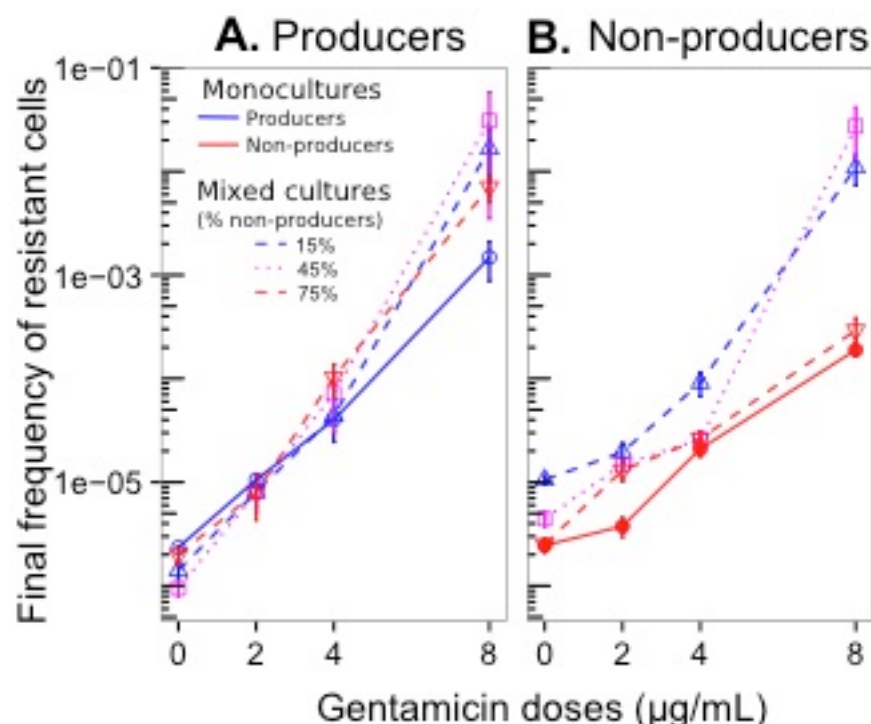 A. Producers
B. Non-producers
Final frequency of resistant cells
1e−01
1e−03
1e−05
Monocultures
Producers
Non-producers
Mixed cultures
(% non-producers)
15%
45%
75%
0 2 4 8
0 2 4 8
Gentamicin doses (µg/mL)